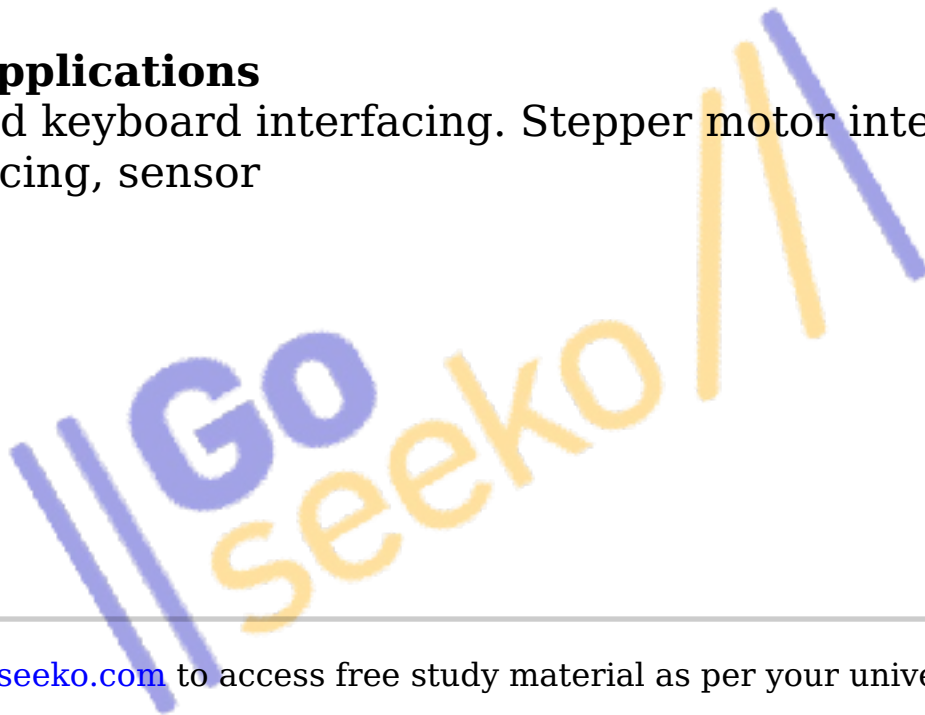 pplications
d keyboard interfacing. Stepper motor inte
cing, sensor
Go
seeko
seeko.com to access free study material as per your unive